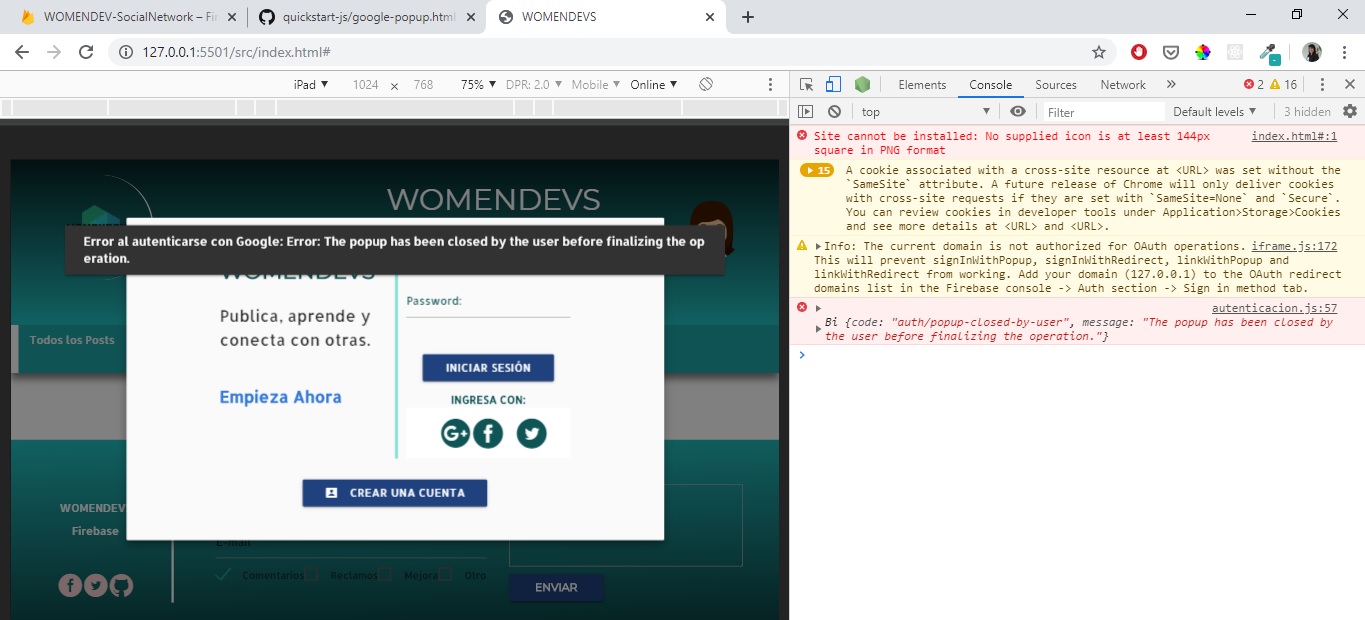 WOMENDEV-SocialNetwork – Fir
quickstart-js/google-popup.html
WOMENDEVS
127.0.0.1:5501/src/index.html#
iPad ▼ 1024 × 768 75% ▼ DPR: 2.0 ▼ Mobile ▼ Online ▼
Elements Console Sources Network » 2 16
top ▼ Filter Default levels ▼ 3 hidden
WOMENDEVS
Error al autenticarse con Google: Error: The popup has been closed by the user before finalizing the op
eration.
WOMENDEVS
Publica, aprende y
conecta con otras.
Empieza Ahora
Password:
INICIAR SESIÓN
INGRESA CON:
G+
CREAR UNA CUENTA
Todos los Posts
WOMENDEV
Firebase
E-mail
Comentarios Reclamos Mejora Otro
ENVIAR
Site cannot be installed: No supplied icon is at least 144px index.html#:1
square in PNG format
15 A cookie associated with a cross-site resource at <URL> was set without the
`SameSite` attribute. A future release of Chrome will only deliver cookies
with cross-site requests if they are set with `SameSite=None` and `Secure`.
You can review cookies in developer tools under Application>Storage>Cookies
and see more details at <URL> and <URL>.
Info: The current domain is not authorized for OAuth operations. iframe.js:172
This will prevent signInWithPopup, signInWithRedirect, linkWithPopup and
linkWithRedirect from working. Add your domain (127.0.0.1) to the OAuth redirect
domains list in the Firebase console -> Auth section -> Sign in method tab.
autenticacion.js:57
Bi {code: "auth/popup-closed-by-user", message: "The popup has been closed by
the user before finalizing the operation."}